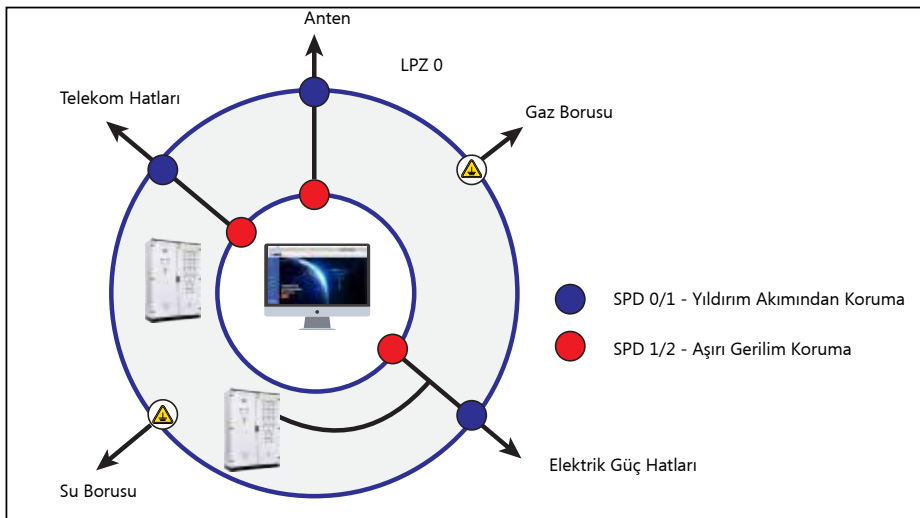 Anten
LPZ 0
Telekom Hatları
Gaz Borusu
SPD 0/1 - Yıldırım Akımından Koruma
SPD 1/2 - Aşırı Gerilim Koruma
Elektrik Güç Hatları
Su Borusu